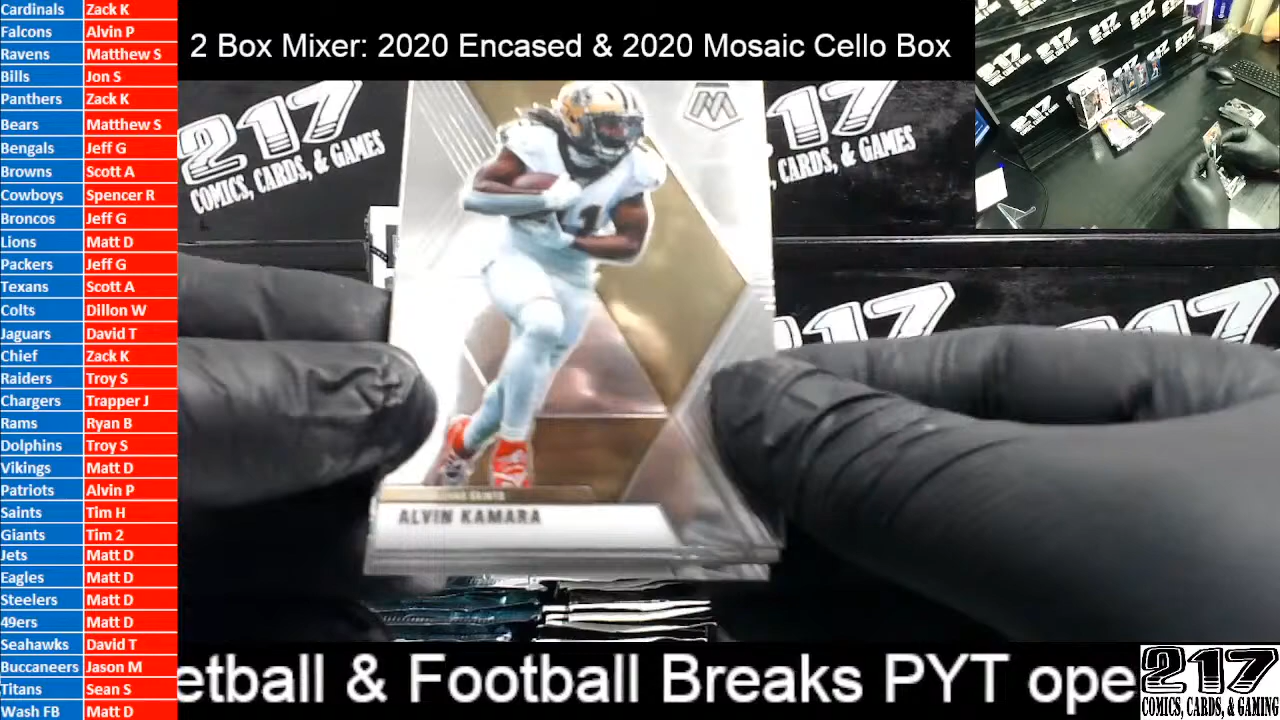 Cardinals Zack K
Falcons Alvin P
Ravens Matthew S
Bills Jon S
Panthers Zack K
Bears Matthew S
Bengals Jeff G
Browns Scott A
Cowboys Spencer R
Broncos Jeff G
Lions Matt D
Packers Jeff G
Texans Scott A
Colts Dillon W
Jaguars David T
Chief Zack K
Raiders Troy S
Chargers Trapper J
Rams Ryan B
Dolphins Troy S
Vikings Matt D
Patriots Alvin P
Saints Tim H
Giants Tim 2
Jets Matt D
Eagles Matt D
Steelers Matt D
49ers Matt D
Seahawks David T
Buccaneers Jason M
Titans Sean S
Wash FB Matt D
2 Box Mixer: 2020 Encased & 2020 Mosaic Cello Box
217
COMICS, CARDS, & GAMES
M
17
CARDS, & GAMES
ALVIN KAMARA
217
217
etball & Football Breaks PYT ope
217
COMICS, CARDS, & GAMING